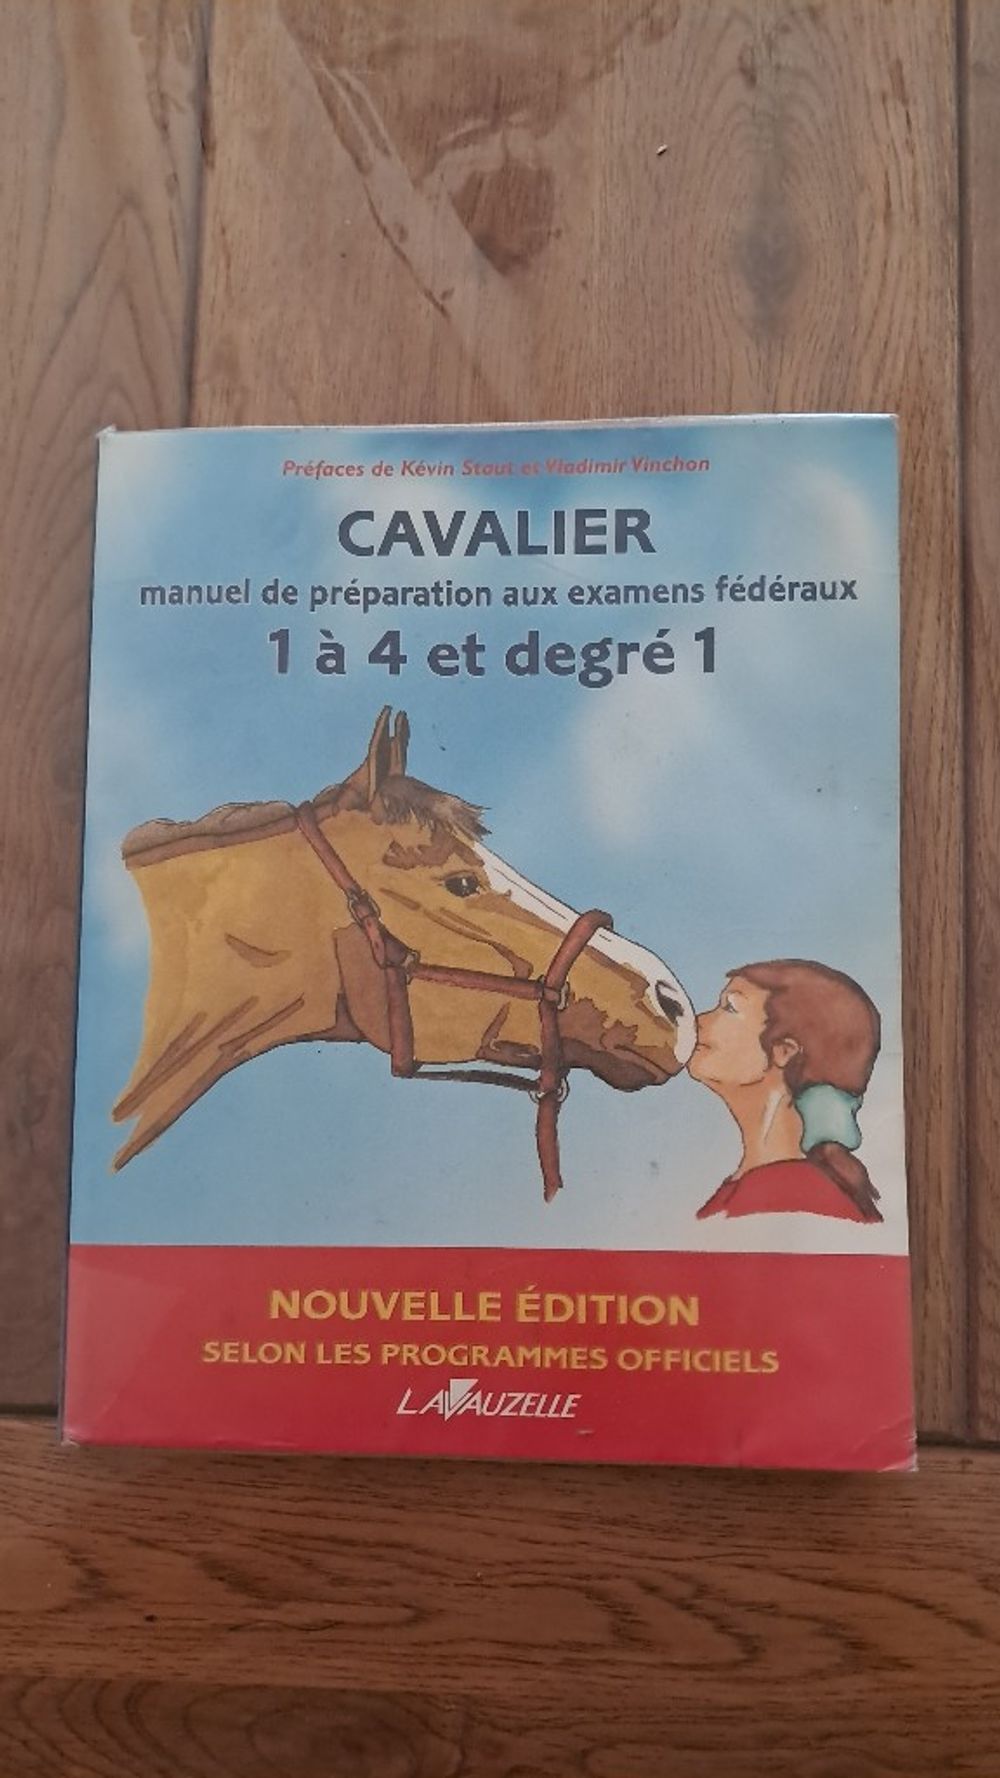 Préfaces de Kévin Staut et Vladimir Vinchon
CAVALIER
manuel de préparation aux examens fédéraux
1 à 4 et degré 1
NOUVELLE ÉDITION
SELON LES PROGRAMMES OFFICIELS
LAVAUZELLE